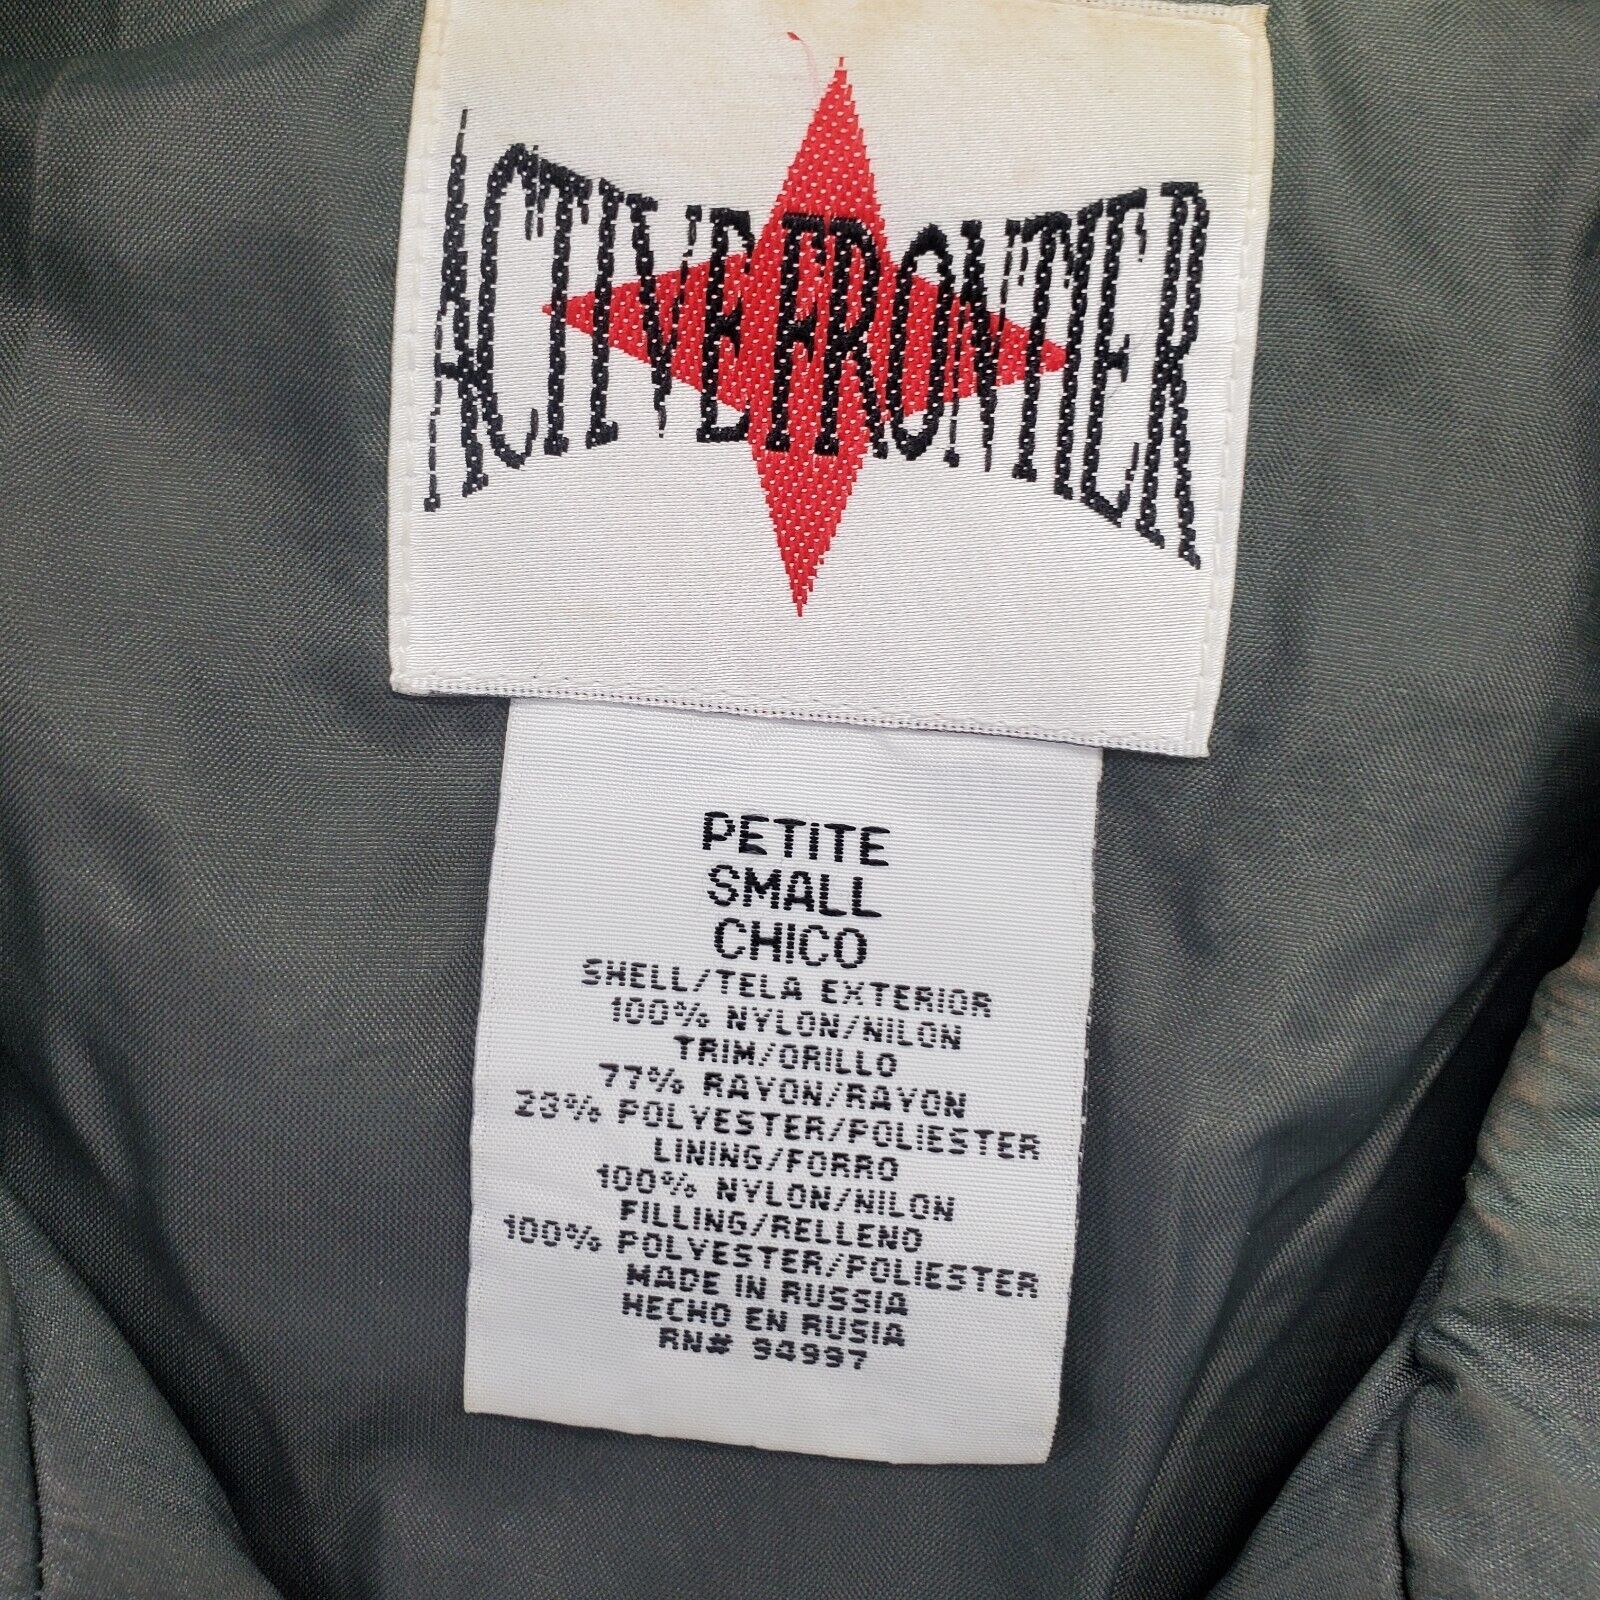 ACTIVE FRONTIER
PETITE
SMALL
CHICO
SHELL/TELA EXTERIOR
100% NYLON/NILON
TRIM/ORILLO
77% RAYON/RAYON
23% POLYESTER/POLIESTER
LINING/FORRO
100% NYLON/NILON
FILLING/RELLENO
100% POLYESTER/POLIESTER
MADE IN RUSSIA
HECHO EN RUSIA
RN# 94997